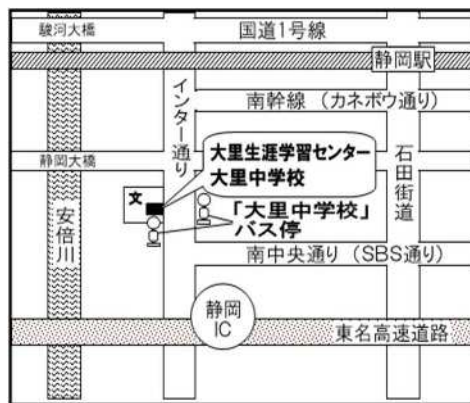 駿河大橋
国道1号線
静岡駅
インター通り
南幹線（カネボウ通り）
静岡大橋
大里生涯学習センター
大里中学校
石田街道
文
安倍川
「大里中学校」
バス停
南中央通り（SBS通り）
静岡
IC
東名高速道路